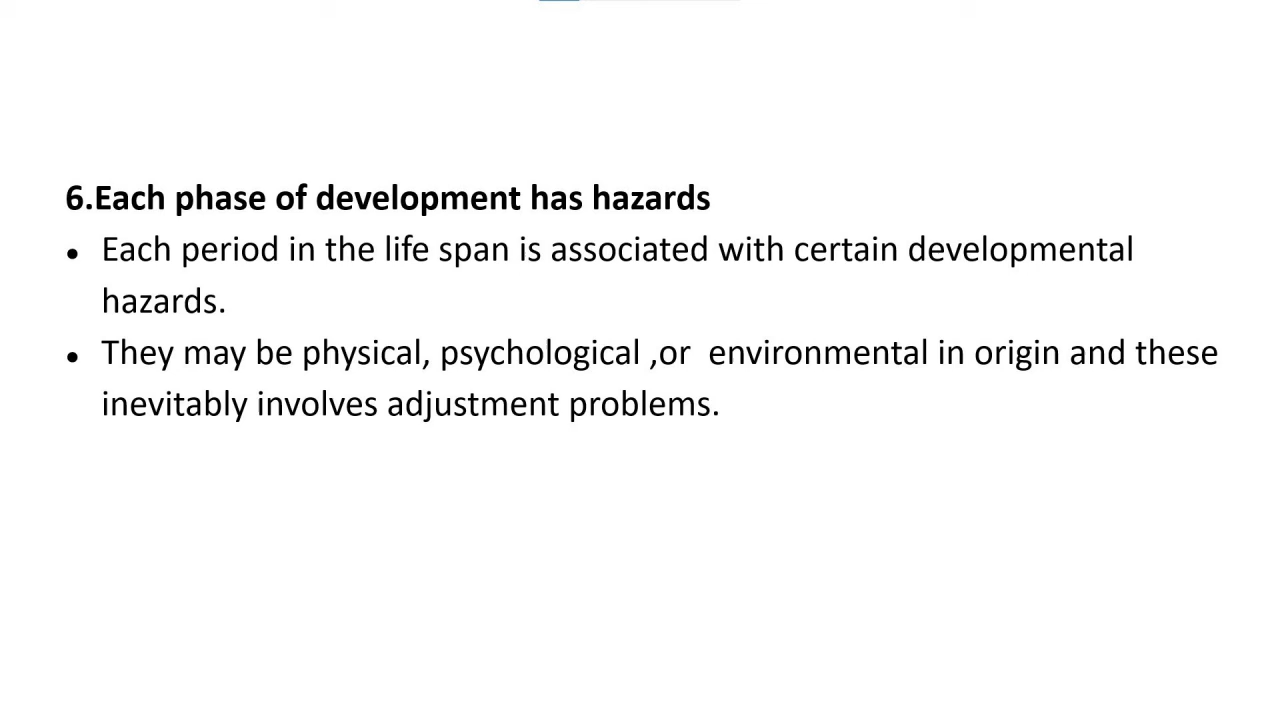 6.Each phase of development has hazards
● Each period in the life span is associated with certain developmental
hazards.
● They may be physical, psychological ,or  environmental in origin and these
inevitably involves adjustment problems.